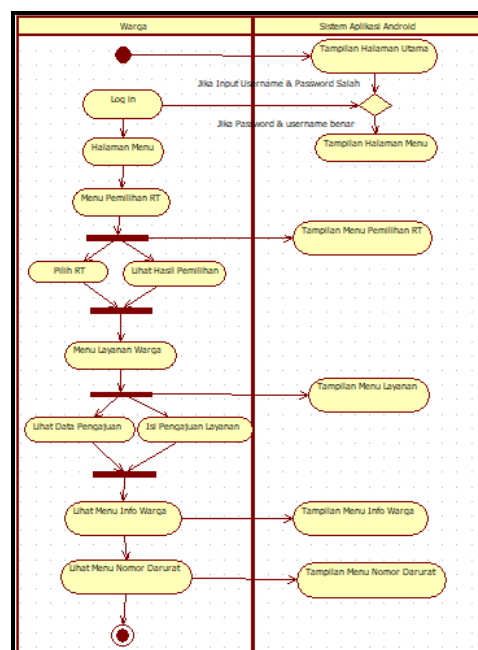 Warga
Sistem Aplikasi Android
Tampilan Halaman Utama
Jika Input Username & Password Salah
Log in
Jika Password & username benar
Halaman Menu
Tampilan Halaman Menu
Menu Pemilihan RT
Tampilan Menu Pemilihan RT
Pilih RT
Lihat Hasil Pemilihan
Menu Layanan Warga
Tampilan Menu Layanan
Lihat Data Pengajuan
Isi Pengajuan Layanan
Lihat Menu Info Warga
Tampilan Menu Info Warga
Lihat Menu Nomor Darurat
Tampilan Menu Nomor Darurat